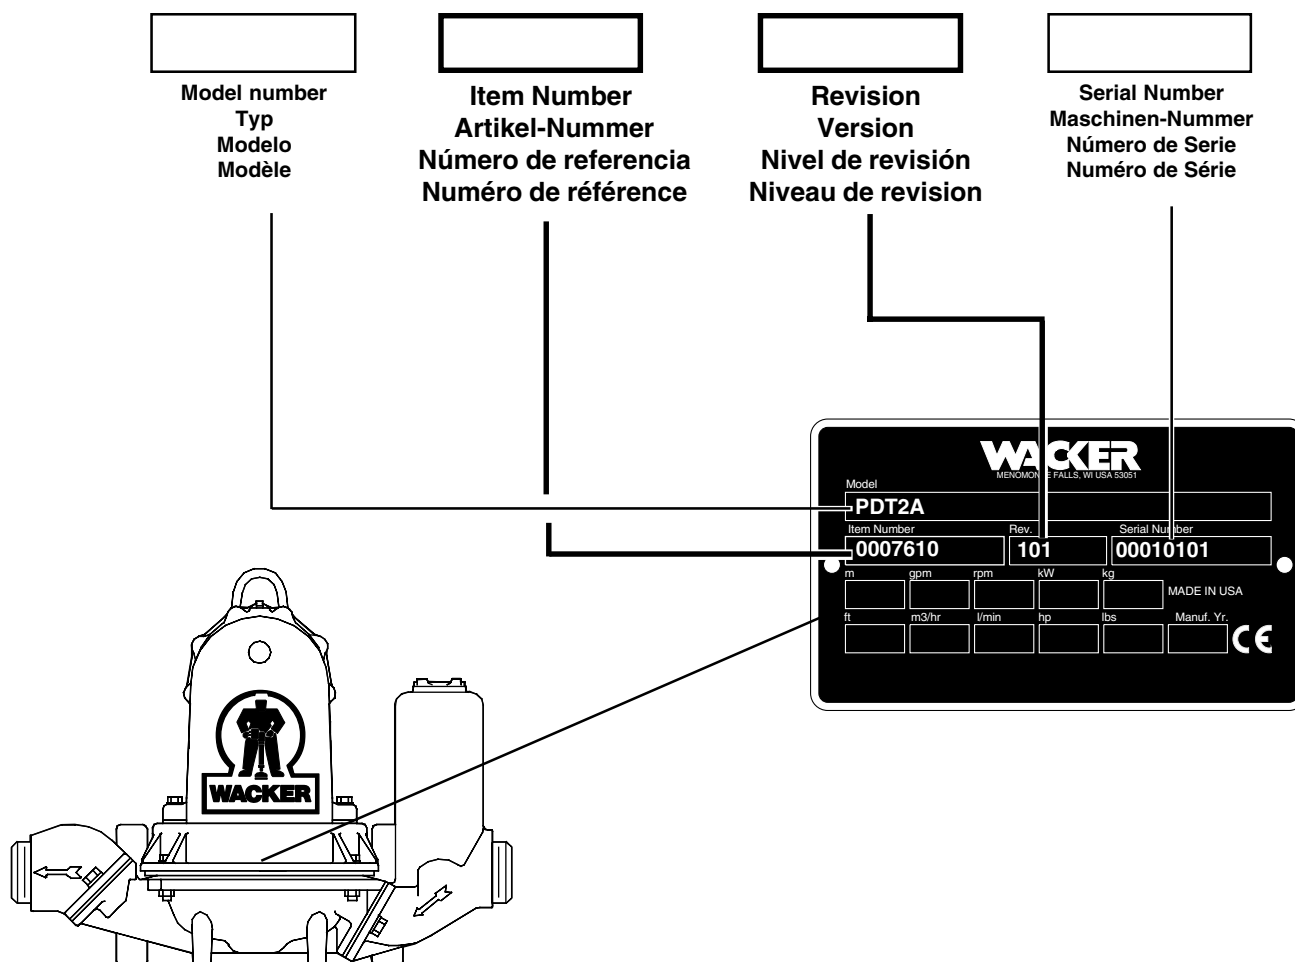 Model number
Typ
Modelo
Modèle
Item Number
Artikel-Nummer
Número de referencia
Numéro de référence
Revision
Version
Nivel de revisión
Niveau de revision
Serial Number
Maschinen-Nummer
Número de Serie
Numéro de Série
WACKER
MENOMONEE FALLS, WI USA 53051
Model
PDT2A
Item Number
Rev.
Serial Number
0007610
101
00010101
m
gpm
rpm
kW
kg
MADE IN USA
ft
m3/hr
l/min
hp
lbs
Manuf. Yr.
CE
WACKER